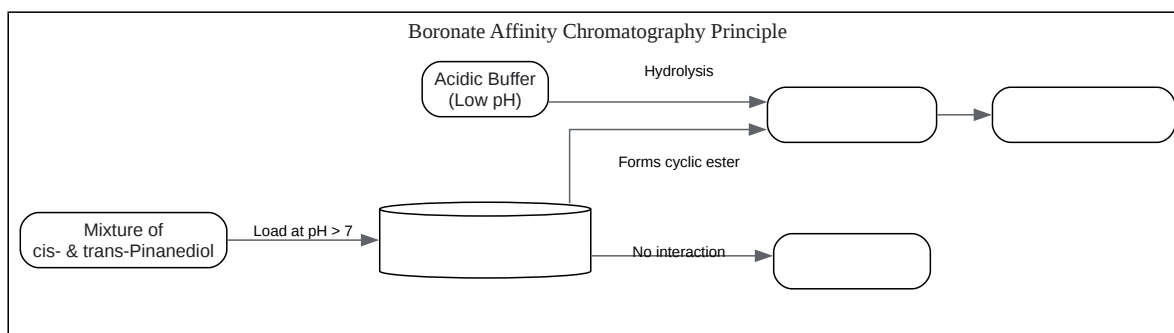 Boronate Affinity Chromatography Principle
Acidic Buffer
(Low pH)
Hydrolysis
Forms cyclic ester
Mixture of
cis- & trans-Pinanediol
Load at pH > 7
No interaction